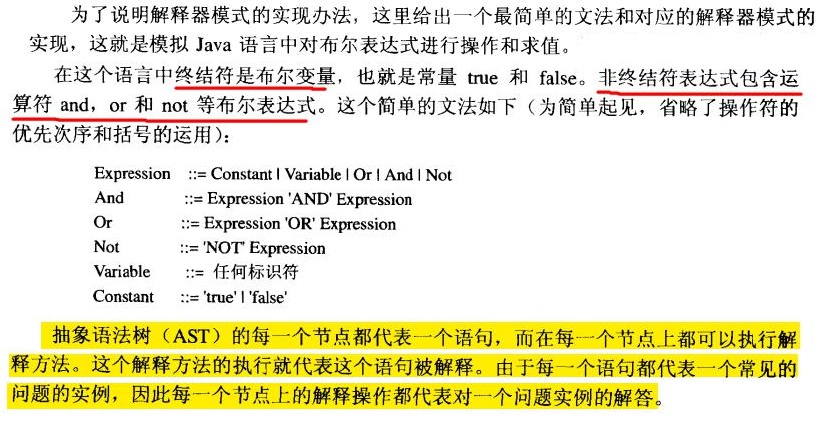 为了说明解释器模式的实现办法，这里给出一个最简单的文法和对应的解释器模式的
实现，这就是模拟 Java 语言中对布尔表达式进行操作和求值。
在这个语言中终结符是布尔变量，也就是常量 true 和 false。非终结符表达式包含运
算符 and，or 和 not 等布尔表达式。这个简单的文法如下（为简单起见，省略了操作符的
优先次序和括号的运用）：
Expression ::= Constant | Variable | Or | And | Not
And ::= Expression 'AND' Expression
Or ::= Expression 'OR' Expression
Not ::= 'NOT' Expression
Variable ::= 任何标识符
Constant ::= 'true' | 'false'
抽象语法树（AST）的每一个节点都代表一个语句，而在每一个节点上都可以执行解
释方法。这个解释方法的执行就代表这个语句被解释。由于每一个语句都代表一个常见的
问题的实例，因此每一个节点上的解释操作都代表对一个问题实例的解答。